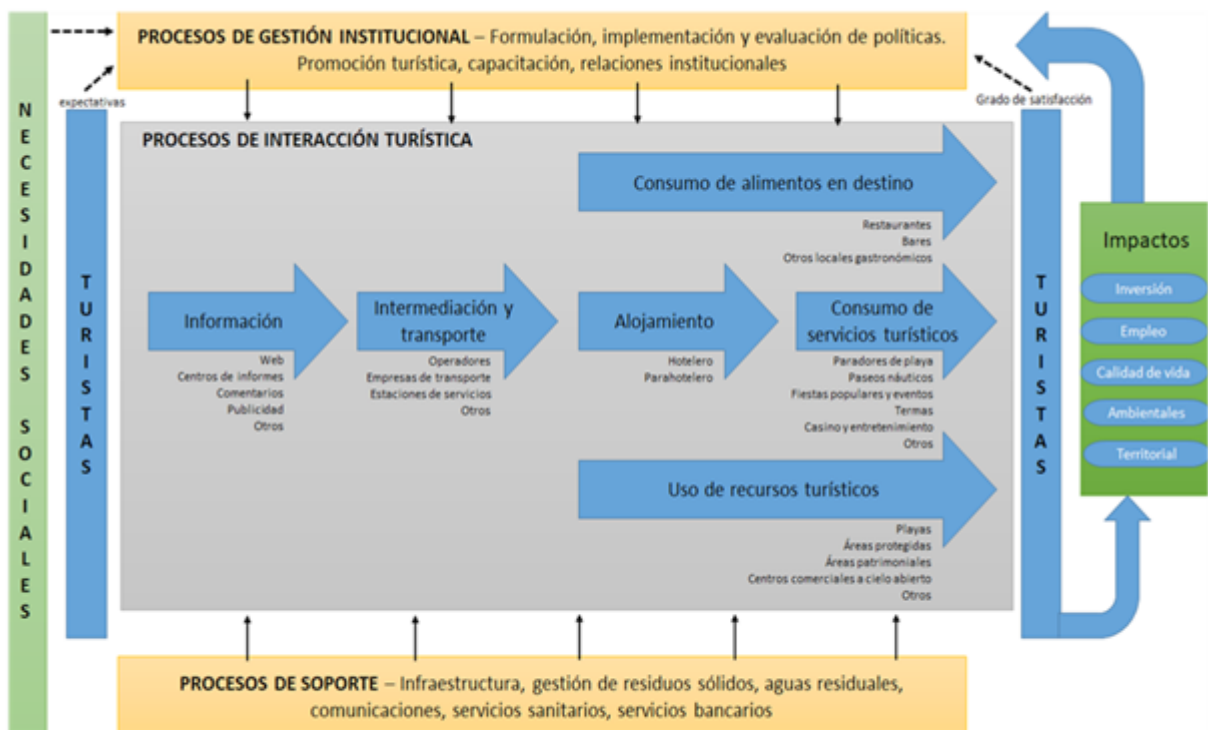 PROCESOS DE GESTIÓN INSTITUCIONAL – Formulación, implementación y evaluación de políticas.
Promoción turística, capacitación, relaciones institucionales
NECESIDADES SOCIALES
expectativas
Grado de satisfacción
TURISTAS
PROCESOS DE INTERACCIÓN TURÍSTICA
Consumo de alimentos en destino
Restaurantes
Bares
Otros locales gastronómicos
Información
Web
Centros de informes
Comentarios
Publicidad
Otros
Intermediación y
transporte
Operadores
Empresas de transporte
Estaciones de servicios
Otros
Alojamiento
Hotelero
Parahotelero
Consumo de
servicios turísticos
Paradores de playa
Paseos náuticos
Fiestas populares y eventos
Termas
Casino y entretenimiento
Otros
Uso de recursos turísticos
Playas
Áreas protegidas
Áreas patrimoniales
Centros comerciales a cielo abierto
Otros
TURISTAS
Impactos
Inversión
Empleo
Calidad de vida
Ambientales
Territorial
PROCESOS DE SOPORTE – Infraestructura, gestión de residuos sólidos, aguas residuales,
comunicaciones, servicios sanitarios, servicios bancarios